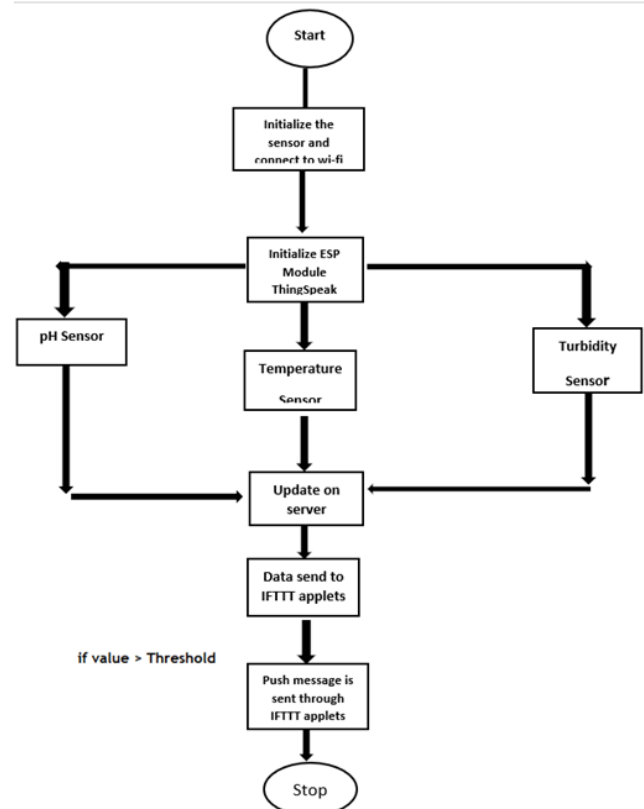 Start
Initialize the
sensor and
connect to wi-fi
Initialize ESP
Module
ThingSpeak
pH Sensor
Temperature
Sensor
Turbidity
Sensor
Update on
server
Data send to
IFTTT applets
if value > Threshold
Push message is
sent through
IFTTT applets
Stop